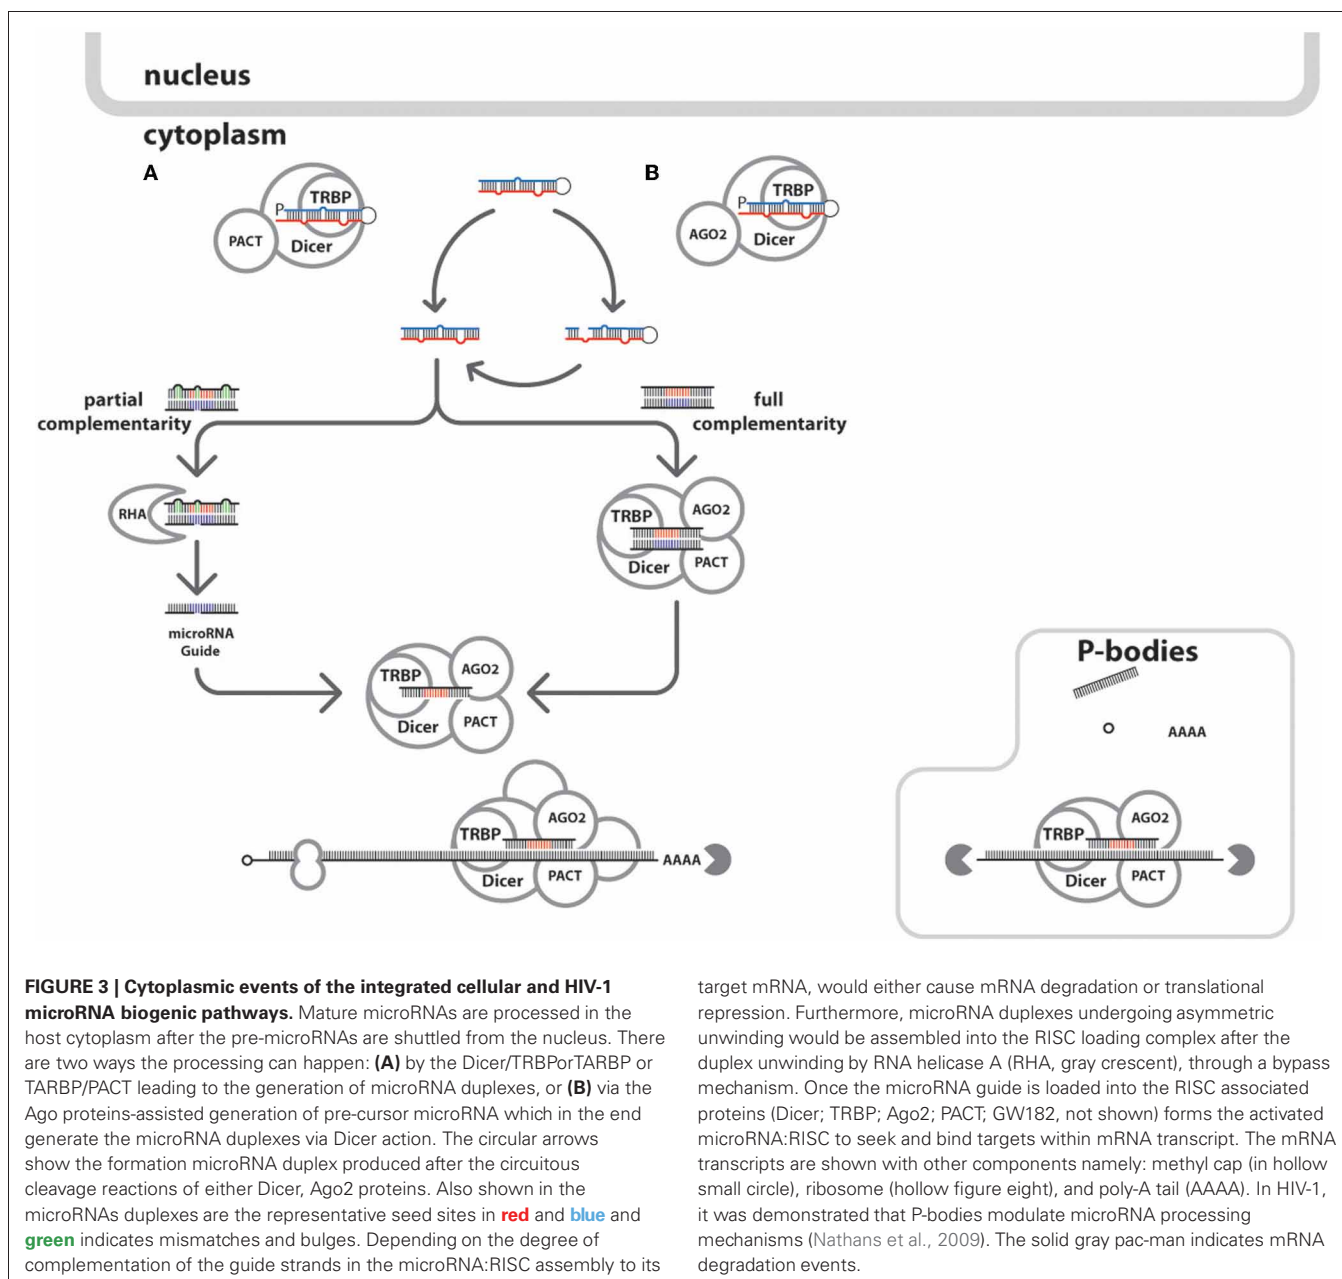 nucleus
cytoplasm
A
B
TRBP
P
PACT
Dicer
TRBP
P
AGO2
Dicer
partial
complementarity
full
complementarity
RHA
TRBP
AGO2
Dicer
PACT
microRNA
Guide
TRBP
AGO2
Dicer
PACT
P-bodies
AAAA
TRBP
AGO2
AAAA
Dicer
PACT
TRBP
AGO2
Dicer
PACT
FIGURE 3 | Cytoplasmic events of the integrated cellular and HIV-1
microRNA biogenic pathways. Mature microRNAs are processed in the
host cytoplasm after the pre-microRNAs are shuttled from the nucleus. There
are two ways the processing can happen: (A) by the Dicer/TRBPorTARBP or
TARBP/PACT leading to the generation of microRNA duplexes, or (B) via the
Ago proteins-assisted generation of pre-cursor microRNA which in the end
generate the microRNA duplexes via Dicer action. The circular arrows
show the formation microRNA duplex produced after the circuitous
cleavage reactions of either Dicer, Ago2 proteins. Also shown in the
microRNAs duplexes are the representative seed sites in red and blue and
green indicates mismatches and bulges. Depending on the degree of
complementation of the guide strands in the microRNA:RISC assembly to its
target mRNA, would either cause mRNA degradation or translational
repression. Furthermore, microRNA duplexes undergoing asymmetric
unwinding would be assembled into the RISC loading complex after the
duplex unwinding by RNA helicase A (RHA, gray crescent), through a bypass
mechanism. Once the microRNA guide is loaded into the RISC associated
proteins (Dicer; TRBP; Ago2; PACT; GW182, not shown) forms the activated
microRNA:RISC to seek and bind targets within mRNA transcript. The mRNA
transcripts are shown with other components namely: methyl cap (in hollow
small circle), ribosome (hollow figure eight), and poly-A tail (AAAA). In HIV-1,
it was demonstrated that P-bodies modulate microRNA processing
mechanisms (Nathans et al., 2009). The solid gray pac-man indicates mRNA
degradation events.